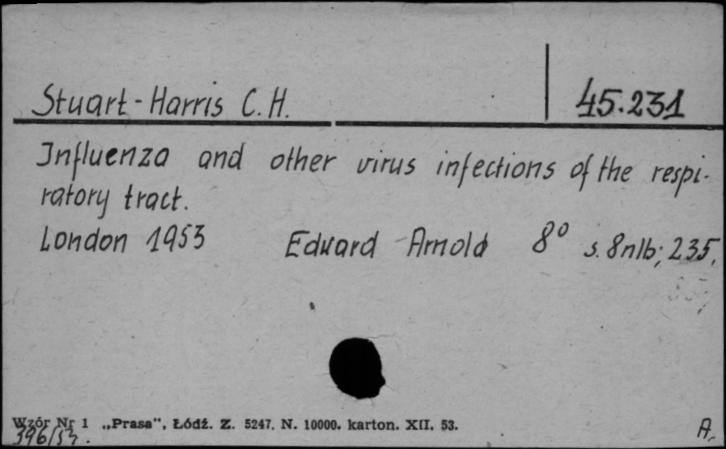 Stuart-Harris C.H. 45.231
Influenza and other virus infections of the respi-
ratory tract.
London 1953 Edward Arnold 8° s. 8nlb; 235,
Wzór Nr 1 „Prasa", Łódź. Z. 5247. N. 10000. karton. XII. 53.
A.